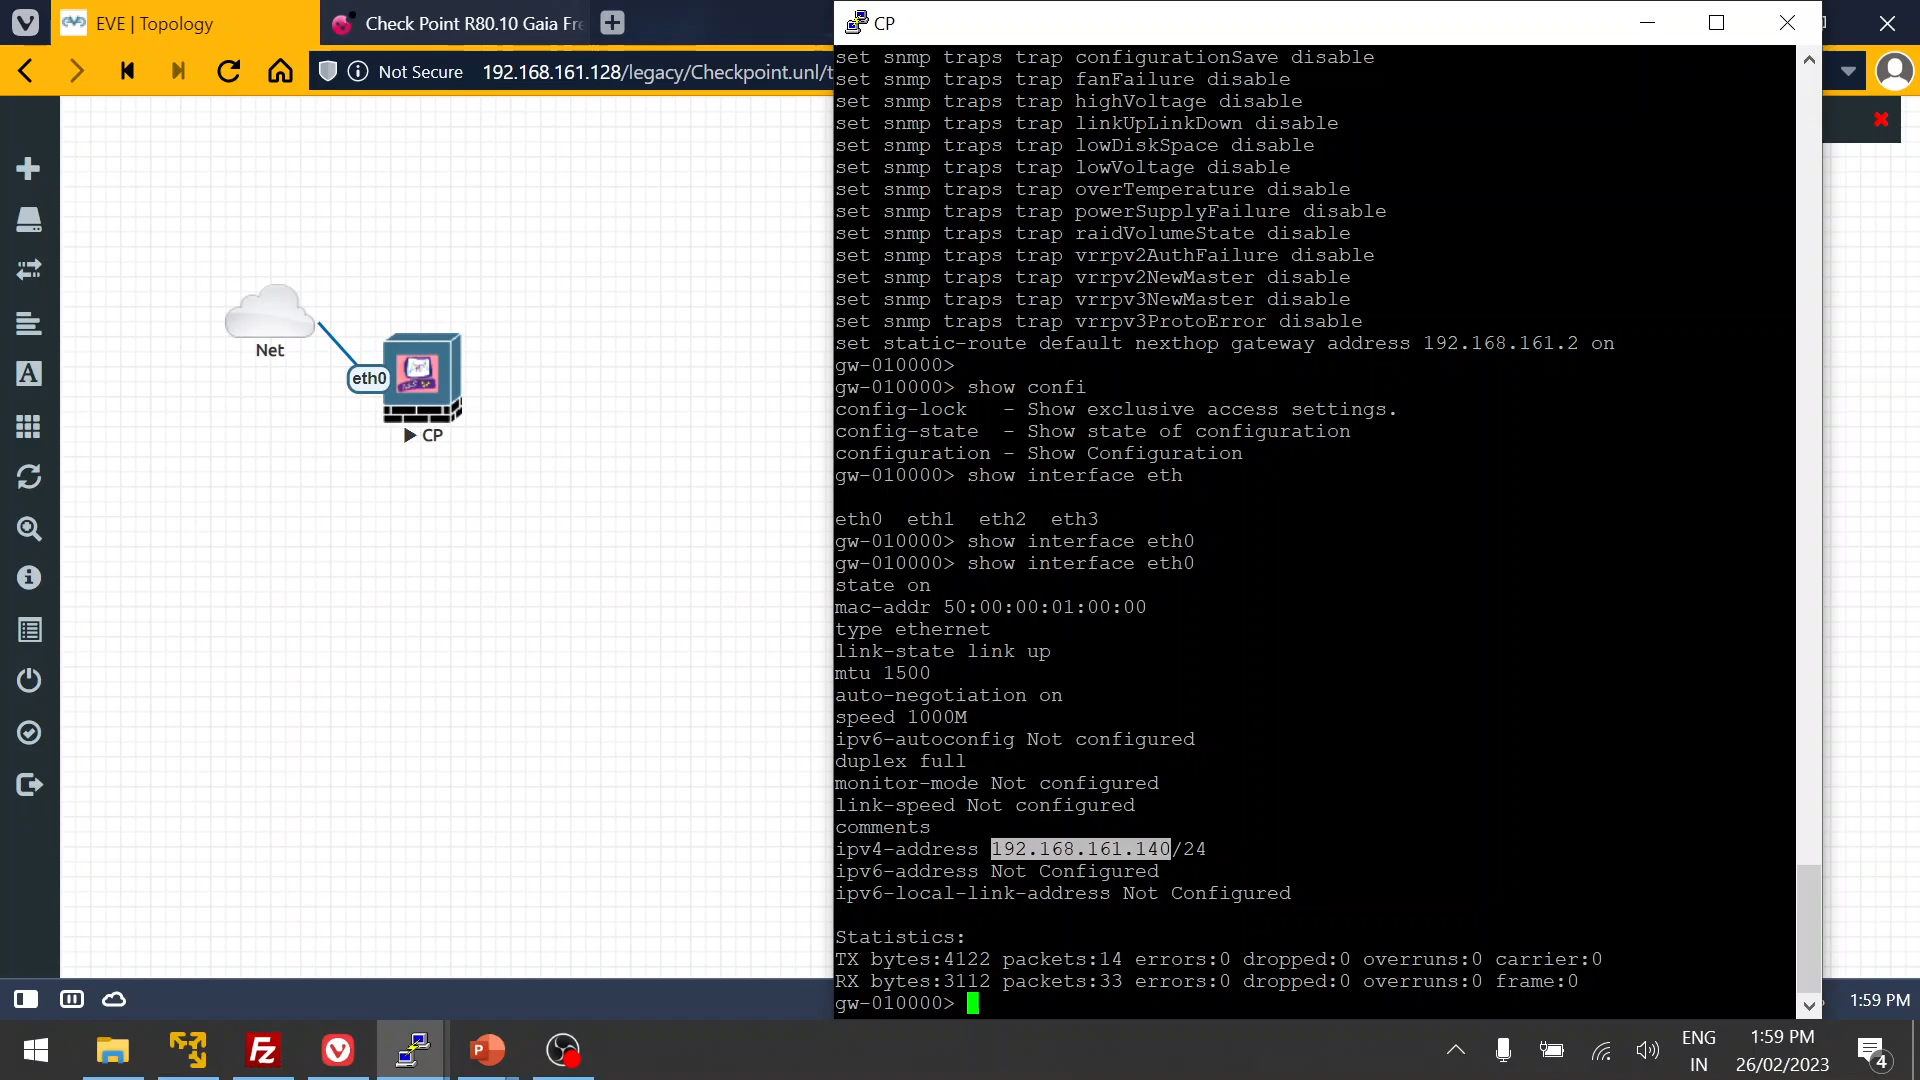 EVE | Topology
Check Point R80.10 Gaia Fre
CP
Not Secure
192.168.161.128/legacy/Checkpoint.unl/t
Net
eth0
CP
set snmp traps trap configurationSave disable
set snmp traps trap fanFailure disable
set snmp traps trap highVoltage disable
set snmp traps trap linkUpLinkDown disable
set snmp traps trap lowDiskSpace disable
set snmp traps trap lowVoltage disable
set snmp traps trap overTemperature disable
set snmp traps trap powerSupplyFailure disable
set snmp traps trap raidVolumeState disable
set snmp traps trap vrrpv2AuthFailure disable
set snmp traps trap vrrpv2NewMaster disable
set snmp traps trap vrrpv3NewMaster disable
set snmp traps trap vrrpv3ProtoError disable
set static-route default nexthop gateway address 192.168.161.2 on
gw-010000>
gw-010000> show confi
config-lock   - Show exclusive access settings.
config-state  - Show state of configuration
configuration - Show Configuration
gw-010000> show interface eth
eth0  eth1  eth2  eth3
gw-010000> show interface eth0
gw-010000> show interface eth0
state on
mac-addr 50:00:00:01:00:00
type ethernet
link-state link up
mtu 1500
auto-negotiation on
speed 1000M
ipv6-autoconfig Not configured
duplex full
monitor-mode Not configured
link-speed Not configured
comments
ipv4-address 192.168.161.140/24
ipv6-address Not Configured
ipv6-local-link-address Not Configured
Statistics:
TX bytes:4122 packets:14 errors:0 dropped:0 overruns:0 carrier:0
RX bytes:3112 packets:33 errors:0 dropped:0 overruns:0 frame:0
gw-010000>
1:59 PM
ENG
IN
1:59 PM
26/02/2023
4